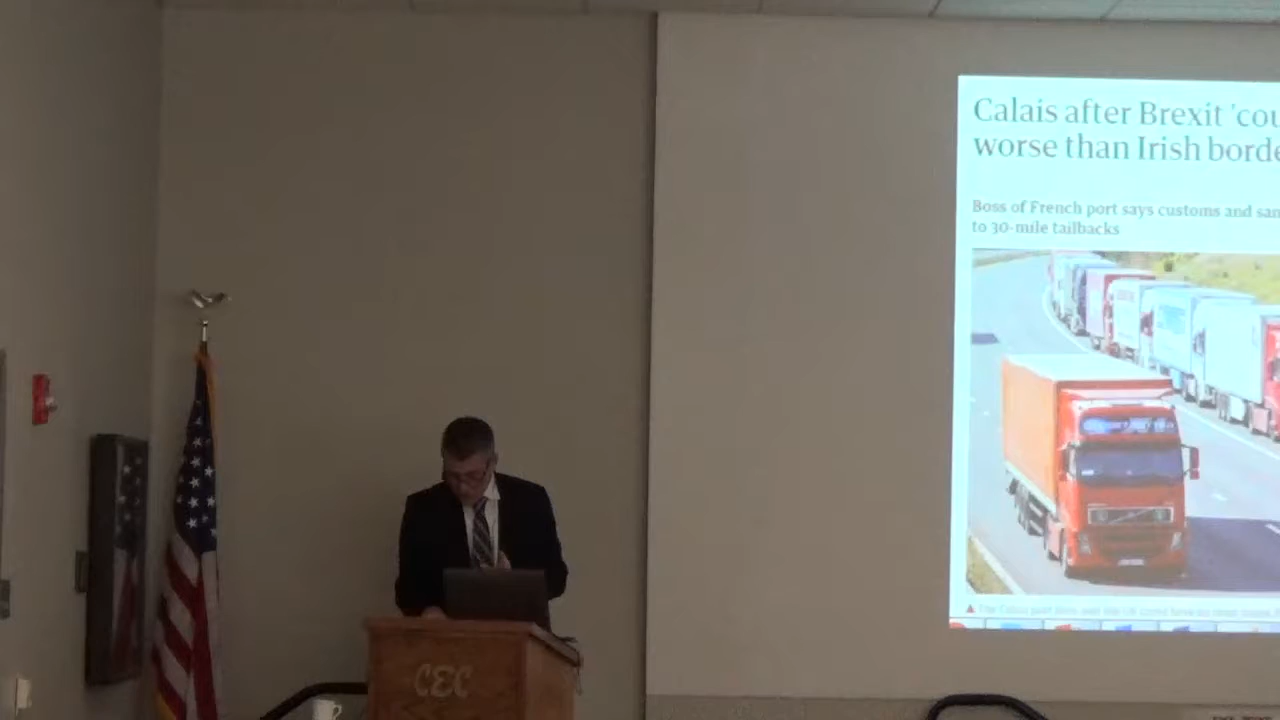 Calais after Brexit 'cou
worse than Irish borde
Boss of French port says customs and san
to 30-mile tailbacks
CEC